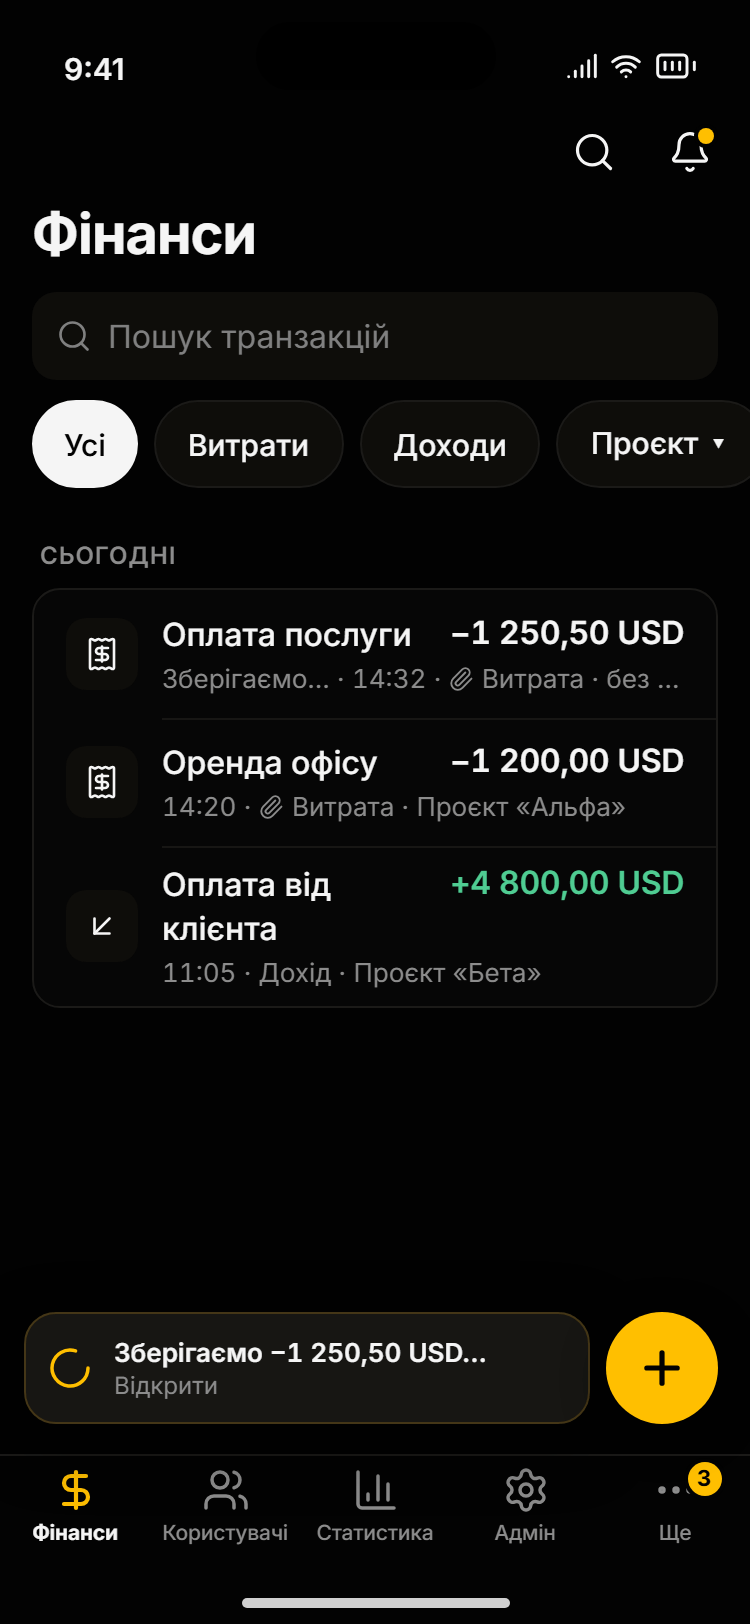 9:41
Фінанси
Пошук транзакцій
Усі
Витрати
Доходи
Проєкт ▼
СЬОГОДНІ
Оплата послуги −1 250,50 USD
Зберігаємо... · 14:32 · Витрата · без ...
Оренда офісу −1 200,00 USD
14:20 · Витрата · Проєкт «Альфа»
Оплата від клієнта +4 800,00 USD
11:05 · Дохід · Проєкт «Бета»
Зберігаємо −1 250,50 USD...
Відкрити
Фінанси
Користувачі
Статистика
Адмін
3
Ще